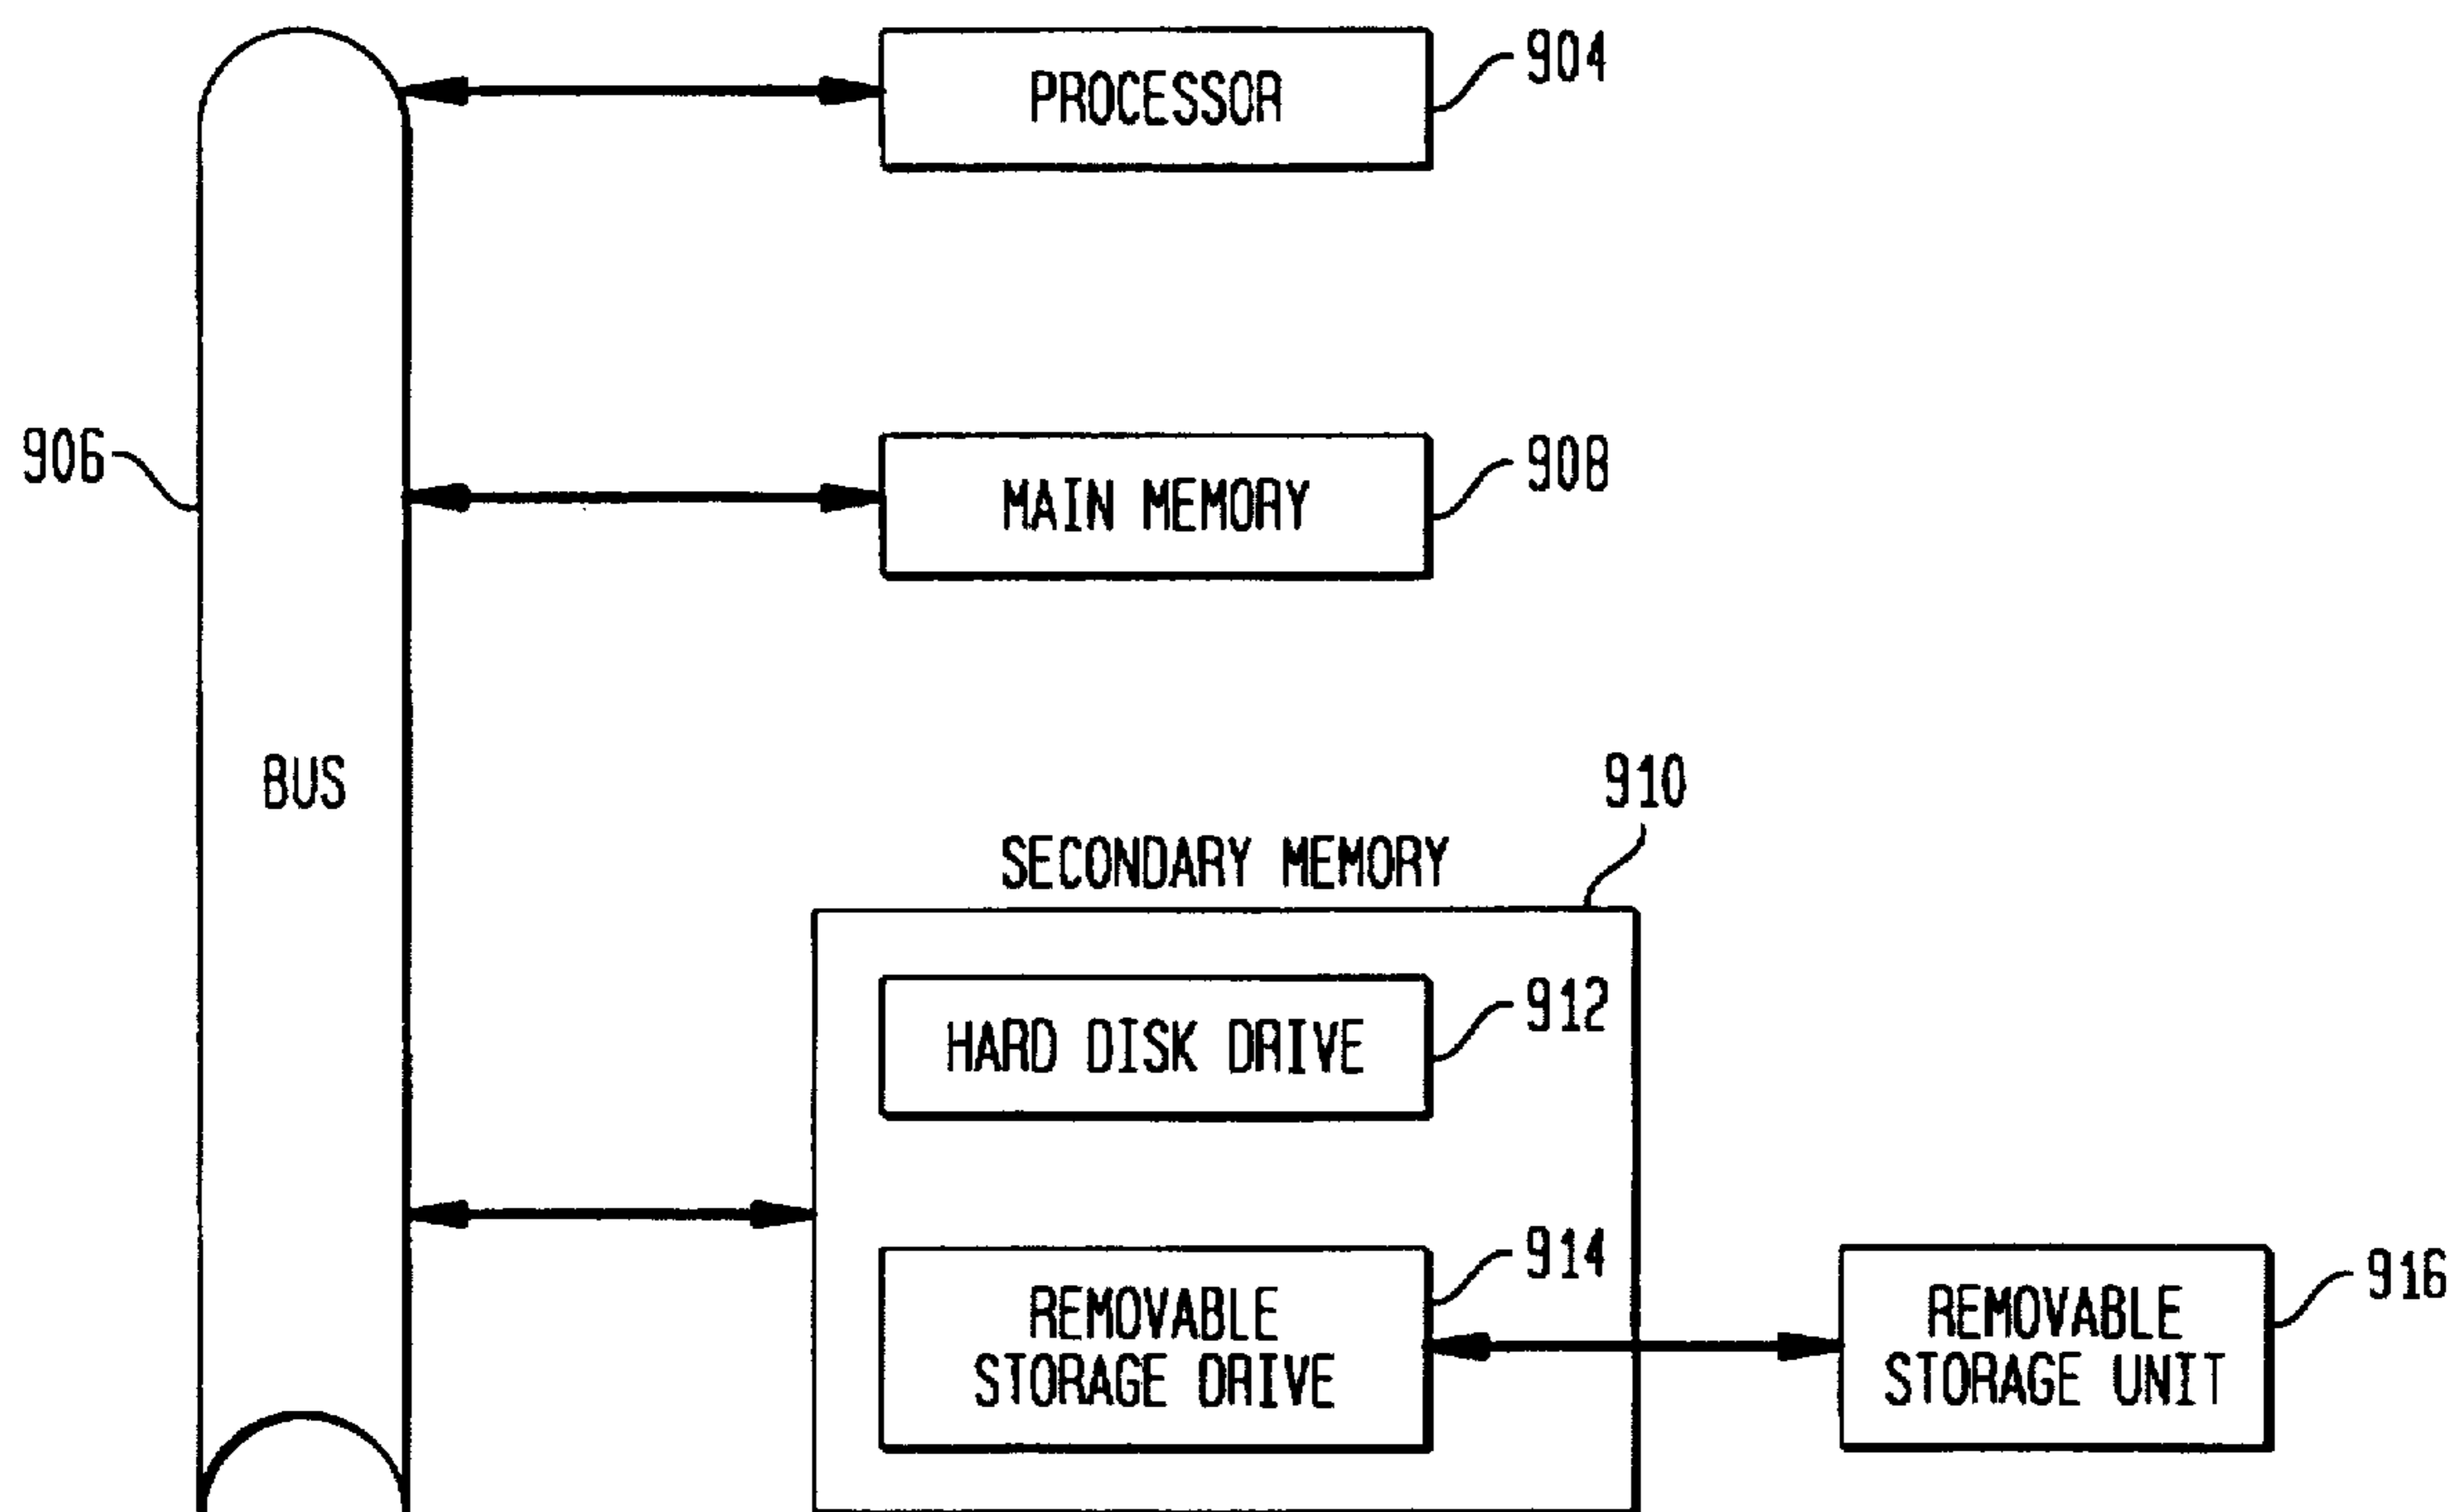 PROCESSOR
904
906
MAIN MEMORY
908
BUS
910
SECONDARY MEMORY
HARD DISK DRIVE
912
914
REMOVABLE
STORAGE DRIVE
REMOVABLE
STORAGE UNIT
916